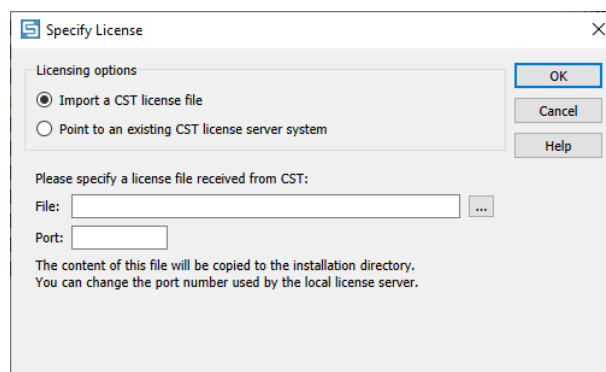 Specify License
Licensing options
Import a CST license file
Point to an existing CST license server system
OK
Cancel
Help
Please specify a license file received from CST:
File:
...
Port:
The content of this file will be copied to the installation directory.
You can change the port number used by the local license server.